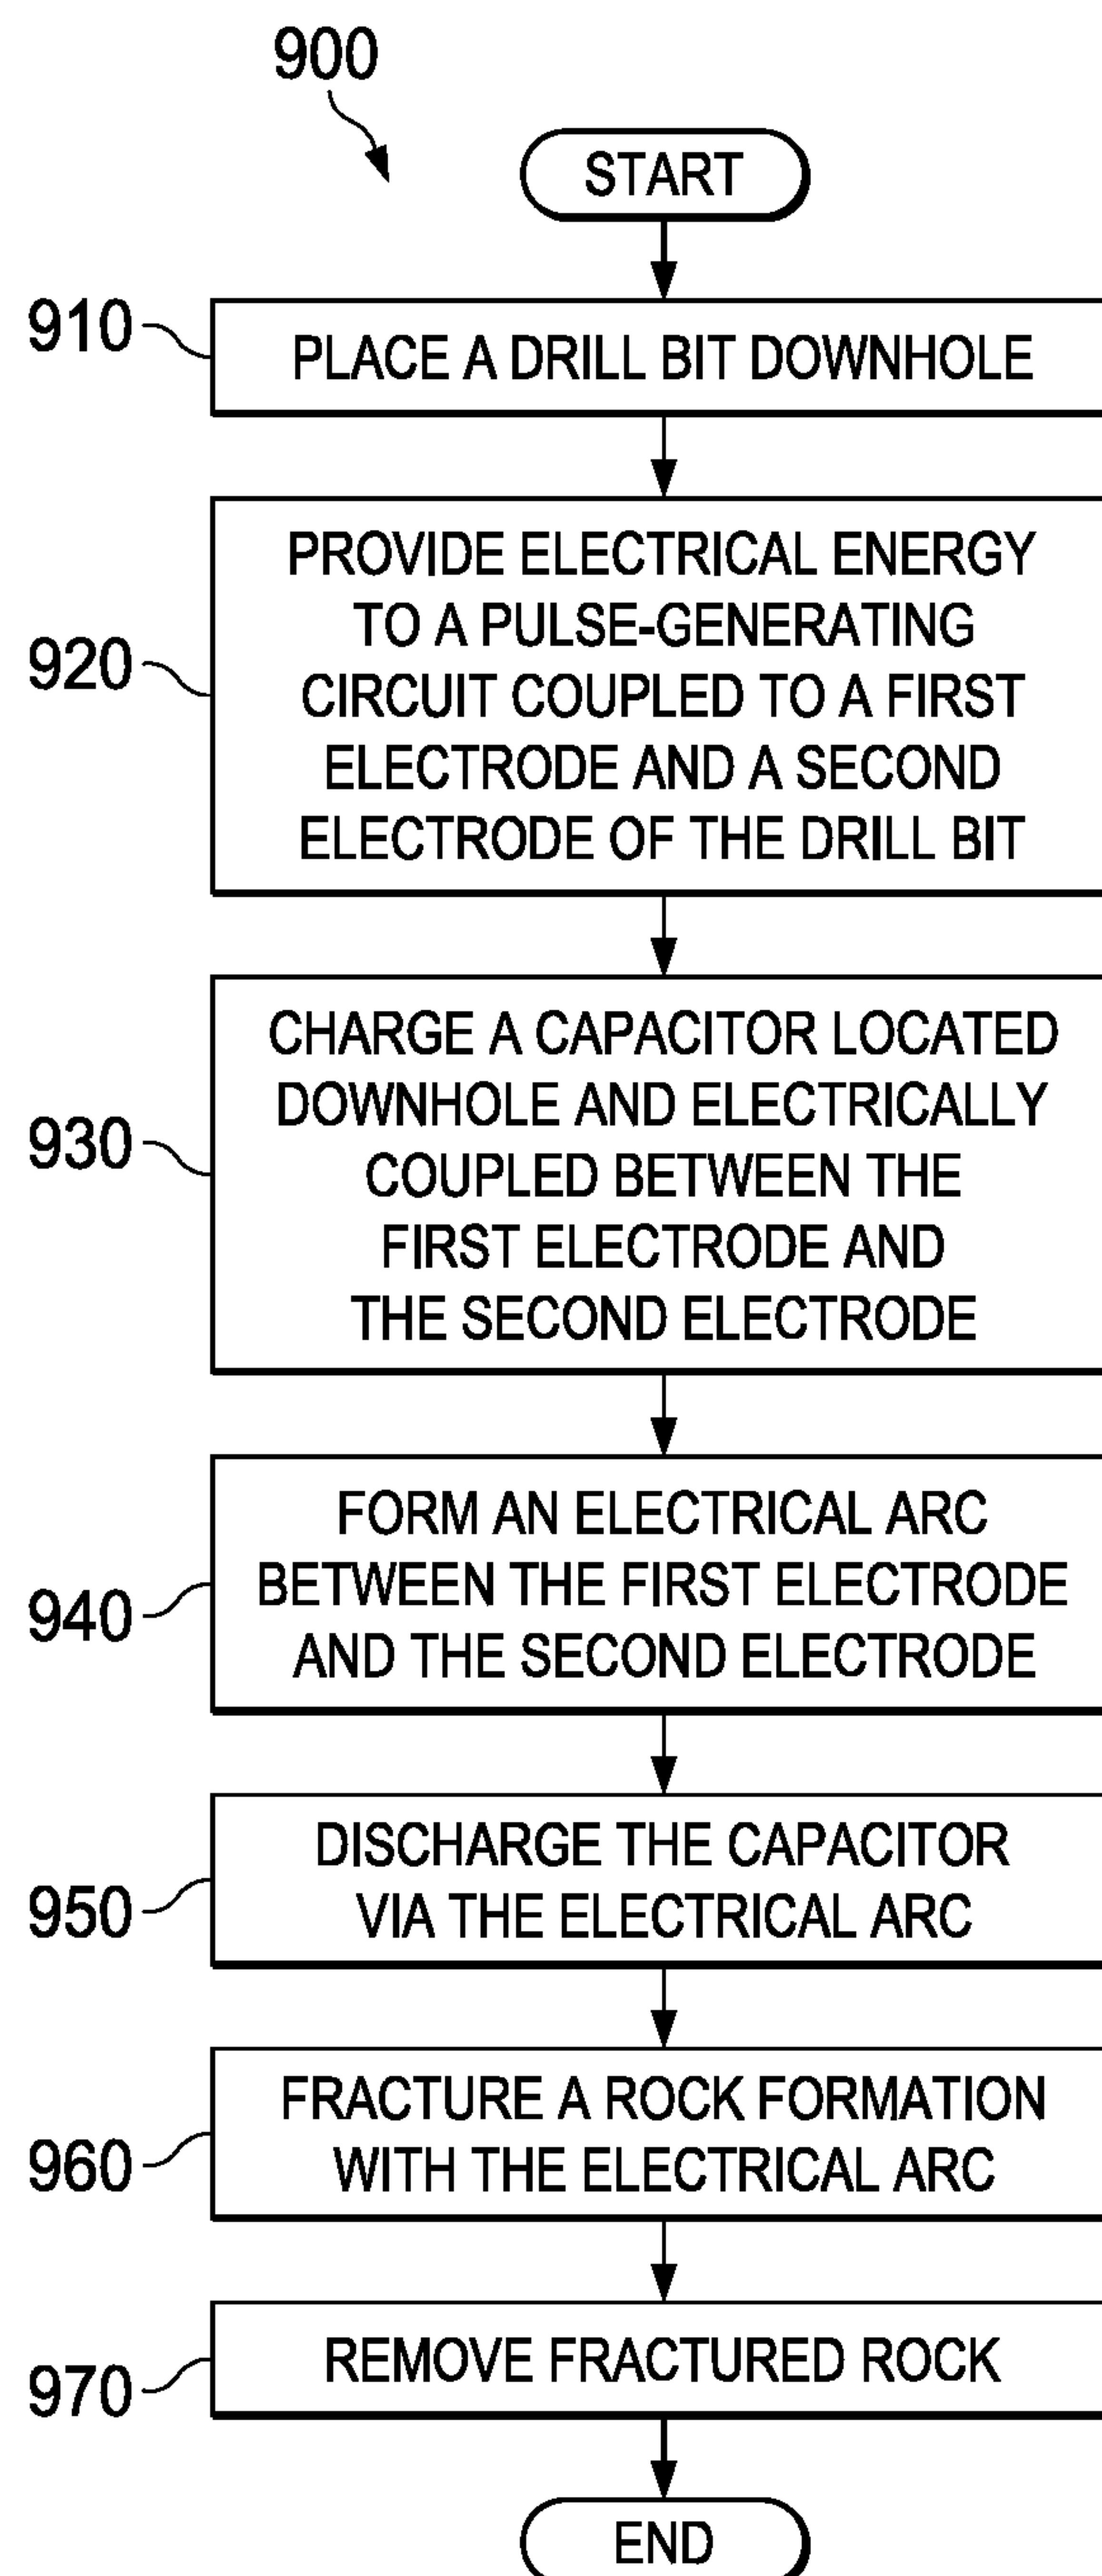 900
START
910
PLACE A DRILL BIT DOWNHOLE
920
PROVIDE ELECTRICAL ENERGY
TO A PULSE-GENERATING
CIRCUIT COUPLED TO A FIRST
ELECTRODE AND A SECOND
ELECTRODE OF THE DRILL BIT
930
CHARGE A CAPACITOR LOCATED
DOWNHOLE AND ELECTRICALLY
COUPLED BETWEEN THE
FIRST ELECTRODE AND
THE SECOND ELECTRODE
940
FORM AN ELECTRICAL ARC
BETWEEN THE FIRST ELECTRODE
AND THE SECOND ELECTRODE
950
DISCHARGE THE CAPACITOR
VIA THE ELECTRICAL ARC
960
FRACTURE A ROCK FORMATION
WITH THE ELECTRICAL ARC
970
REMOVE FRACTURED ROCK
END